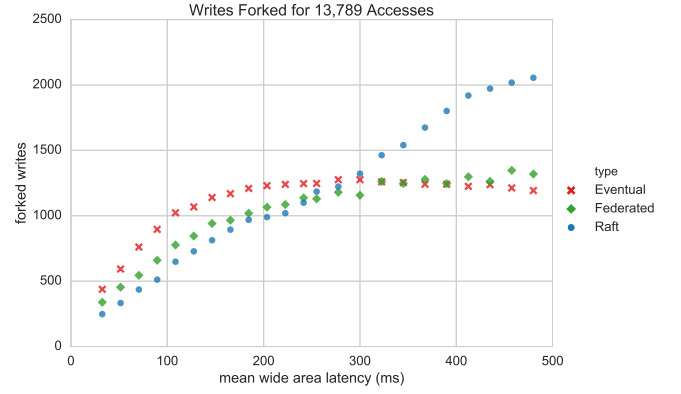 Writes Forked for 13,789 Accesses
2500
2000
1500
1000
500
0
forked writes
0 100 200 300 400 500
mean wide area latency (ms)
type
Eventual
Federated
Raft